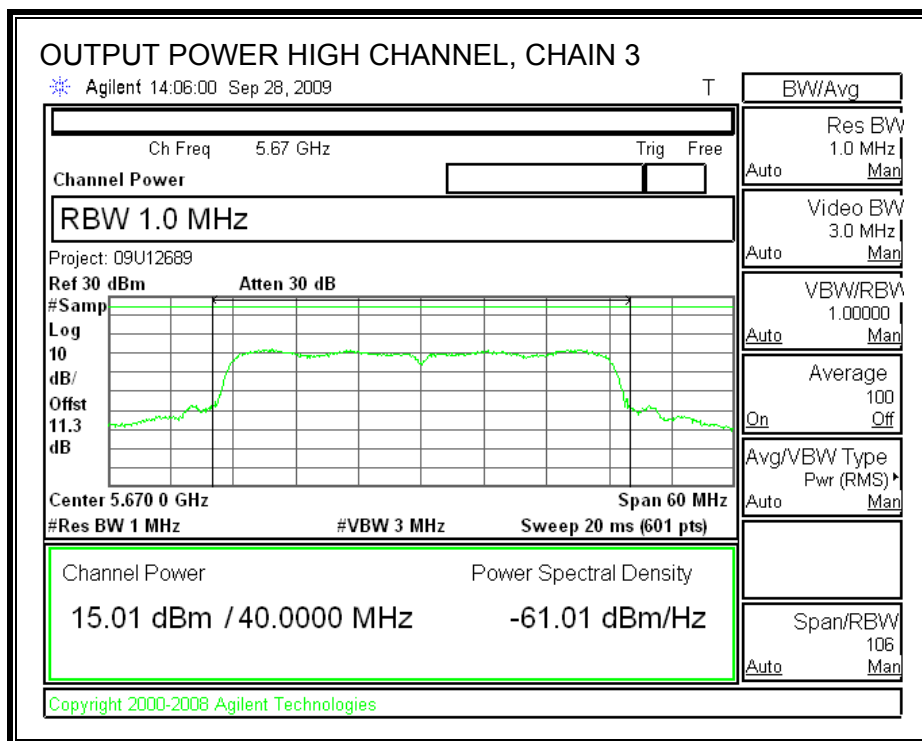 OUTPUT POWER HIGH CHANNEL, CHAIN 3
Agilent 14:06:00 Sep 28, 2009 T
Ch Freq 5.67 GHz Trig Free
Channel Power
RBW 1.0 MHz
Project: 09U12689
Ref 30 dBm Atten 30 dB
#Samp
Log
10
dB/
Offst
11.3
dB
Center 5.670 0 GHz Span 60 MHz
#Res BW 1 MHz #VBW 3 MHz Sweep 20 ms (601 pts)
Channel Power Power Spectral Density
15.01 dBm / 40.0000 MHz -61.01 dBm/Hz
Copyright 2000-2008 Agilent Technologies
BW/Avg
Res BW
1.0 MHz
Auto Man
Video BW
3.0 MHz
Auto Man
VBW/RBW
1.00000
Auto Man
Average
100
On Off
Avg/VBW Type
Pwr (RMS)
Auto Man
Span/RBW
106
Auto Man